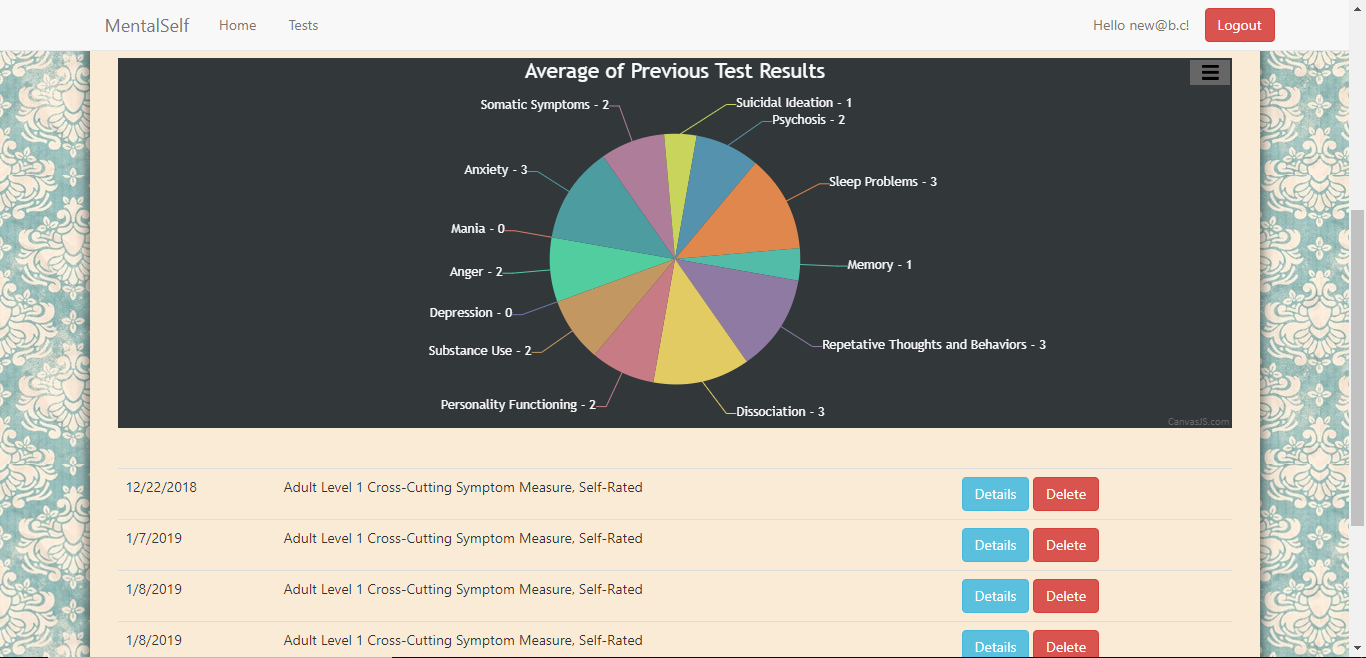 MentalSelf Home Tests Hello new@b.c! Logout
Average of Previous Test Results
Somatic Symptoms - 2
Suicidal Ideation - 1
Psychosis - 2
Anxiety - 3
Sleep Problems - 3
Mania - 0
Anger - 2
Memory - 1
Depression - 0
Substance Use - 2
Repetative Thoughts and Behaviors - 3
Personality Functioning - 2
Dissociation - 3
CanvasJS.com
12/22/2018 Adult Level 1 Cross-Cutting Symptom Measure, Self-Rated Details Delete
1/7/2019 Adult Level 1 Cross-Cutting Symptom Measure, Self-Rated Details Delete
1/8/2019 Adult Level 1 Cross-Cutting Symptom Measure, Self-Rated Details Delete
1/8/2019 Adult Level 1 Cross-Cutting Symptom Measure, Self-Rated Details Delete